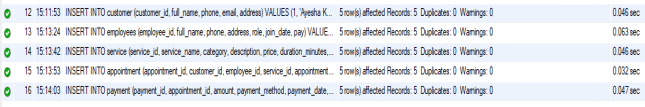 12 15:11:53 INSERT INTO customer (customer_id, full_name, phone, email, address) VALUES (1, 'Ayesha K... 5 row(s) affected Records: 5 Duplicates: 0 Warnings: 0 0.046 sec
13 15:13:24 INSERT INTO employees (employee_id, full_name, phone, address, role, join_date, pay) VALUE... 5 row(s) affected Records: 5 Duplicates: 0 Warnings: 0 0.063 sec
14 15:13:42 INSERT INTO service (service_id, service_name, category, description, price, duration_minutes,... 5 row(s) affected Records: 5 Duplicates: 0 Warnings: 0 0.046 sec
15 15:13:53 INSERT INTO appointment (appointment_id, customer_id, employee_id, service_id, appointment... 5 row(s) affected Records: 5 Duplicates: 0 Warnings: 0 0.032 sec
16 15:14:03 INSERT INTO payment (payment_id, appointment_id, amount, payment_method, payment_date,... 5 row(s) affected Records: 5 Duplicates: 0 Warnings: 0 0.047 sec